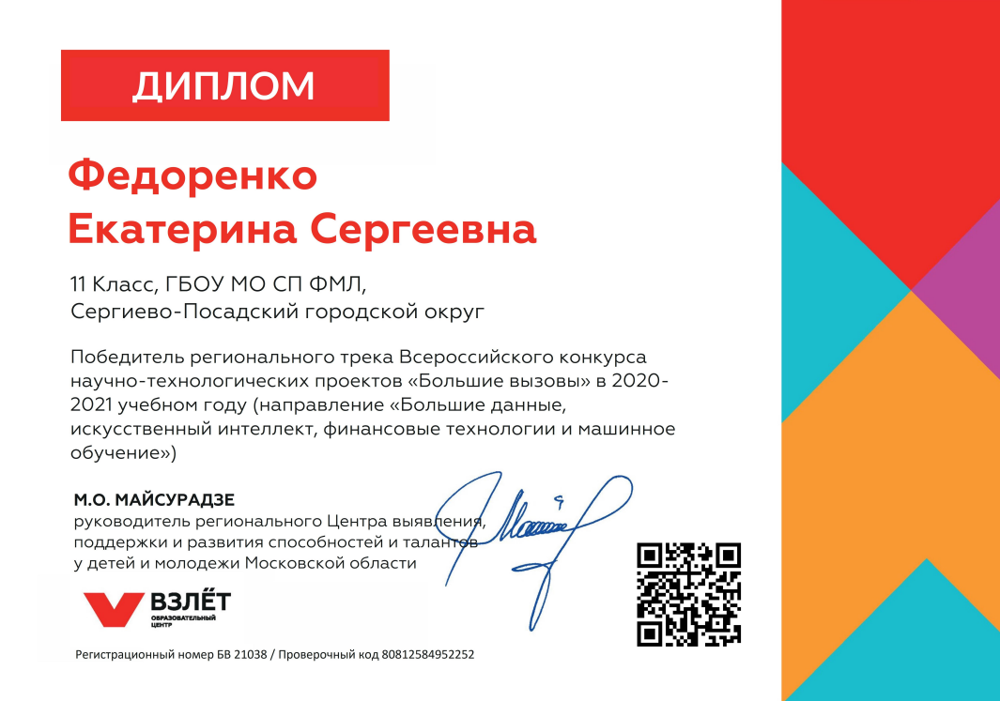 ДИПЛОМ
Федоренко
Екатерина Сергеевна
11 Класс, ГБОУ МО СП ФМЛ,
Сергиево-Посадский городской округ
Победитель регионального трека Всероссийского конкурса
научно-технологических проектов «Большие вызовы» в 2020-
2021 учебном году (направление «Большие данные,
искусственный интеллект, финансовые технологии и машинное
обучение»)
М.О. МАЙСУРАДЗЕ
руководитель регионального Центра выявления,
поддержки и развития способностей и талантов
у детей и молодежи Московской области
ВЗЛЁТ
ОБРАЗОВАТЕЛЬНЫЙ
ЦЕНТР
Регистрационный номер БВ 21038 / Проверочный код 80812584952252